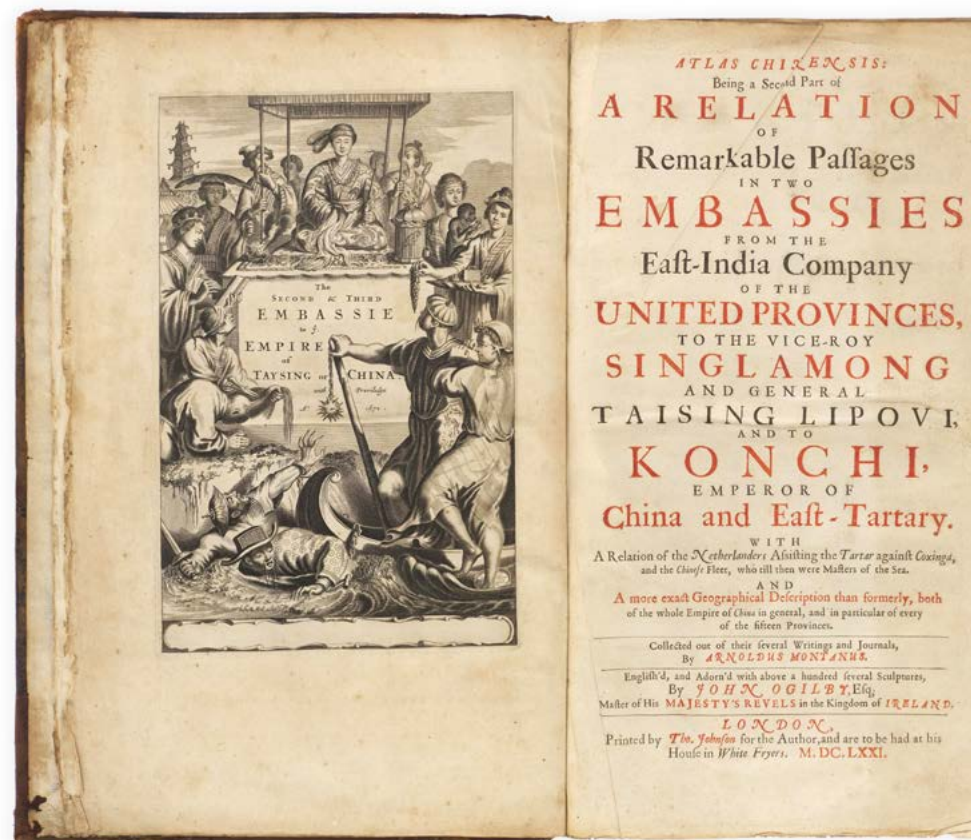 The
SECOND & THIRD
EMBASSIE
to ẏ
EMPIRE
of
TAYSING or CHINA.
with Priviledge
1670.
ATLAS CHINENSIS:
Being a Second Part of
A RELATION
OF
Remarkable Paſſages
IN TWO
EMBASSIES
FROM THE
Eaſt-India Company
OF THE
UNITED PROVINCES,
TO THE VICE-ROY
SINGLAMONG
AND GENERAL
TAISING LIPOVI,
AND TO
KONCHI,
EMPEROR OF
China and Eaſt-Tartary.
WITH
A Relation of the Netherlanders Aſſiſting the Tartar againſt Coxinga,
and the Chineſe Fleet, who till then were Maſters of the Sea.
AND
A more exact Geographical Deſcription than formerly, both
of the whole Empire of China in general, and in particular of every
of the fifteen Provinces.
Collected out of their ſeveral Writings and Journals,
By ARNOLDUS MONTANUS.
Engliſh'd, and Adorn'd with above a hundred ſeveral Sculptures,
By JOHN OGILBY, Eſq;
Maſter of His MAJESTY'S REVELS in the Kingdom of IRELAND.
LONDON,
Printed by Tho. Johnſon for the Author, and are to be had at his
Houſe in White Fryers. M. DC. LXXI.